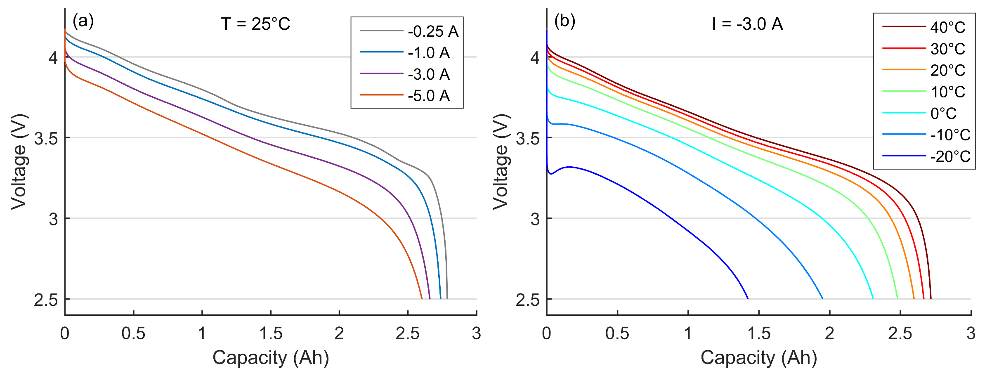 (a)
T = 25°C
-0.25 A
-1.0 A
-3.0 A
-5.0 A
4
3.5
3
2.5
Voltage (V)
0 0.5 1 1.5 2 2.5 3
Capacity (Ah)
(b)
I = -3.0 A
40°C
30°C
20°C
10°C
0°C
-10°C
-20°C
4
3.5
3
2.5
Voltage (V)
0 0.5 1 1.5 2 2.5 3
Capacity (Ah)